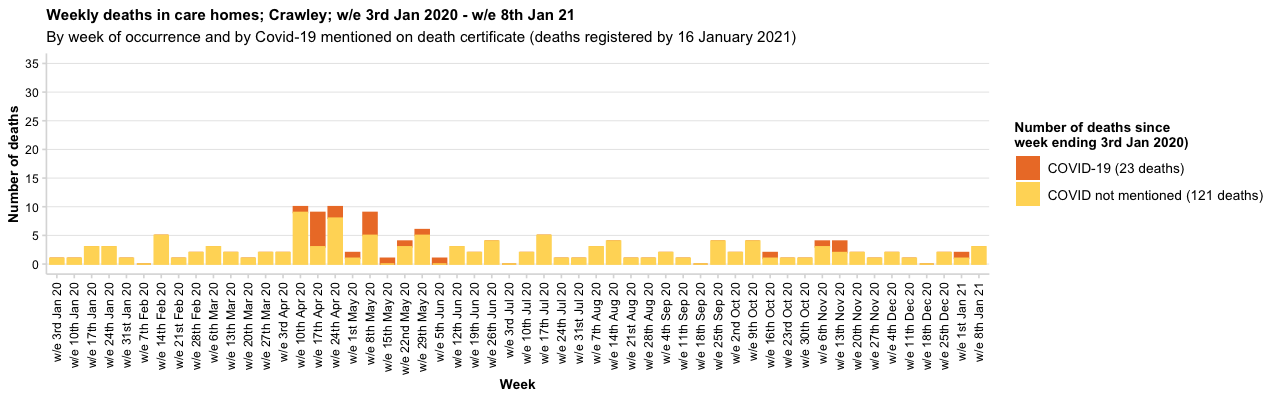 Weekly deaths in care homes; Crawley; w/e 3rd Jan 2020 - w/e 8th Jan 21
By week of occurrence and by Covid-19 mentioned on death certificate (deaths registered by 16 January 2021)
Number of deaths
35
30
25
20
15
10
5
0
w/e 3rd Jan 20
w/e 10th Jan 20
w/e 17th Jan 20
w/e 24th Jan 20
w/e 31st Jan 20
w/e 7th Feb 20
w/e 14th Feb 20
w/e 21st Feb 20
w/e 28th Feb 20
w/e 6th Mar 20
w/e 13th Mar 20
w/e 20th Mar 20
w/e 27th Mar 20
w/e 3rd Apr 20
w/e 10th Apr 20
w/e 17th Apr 20
w/e 24th Apr 20
w/e 1st May 20
w/e 8th May 20
w/e 15th May 20
w/e 22nd May 20
w/e 29th May 20
w/e 5th Jun 20
w/e 12th Jun 20
w/e 19th Jun 20
w/e 26th Jun 20
w/e 3rd Jul 20
w/e 10th Jul 20
w/e 17th Jul 20
w/e 24th Jul 20
w/e 31st Jul 20
w/e 7th Aug 20
w/e 14th Aug 20
w/e 21st Aug 20
w/e 28th Aug 20
w/e 4th Sep 20
w/e 11th Sep 20
w/e 18th Sep 20
w/e 25th Sep 20
w/e 2nd Oct 20
w/e 9th Oct 20
w/e 16th Oct 20
w/e 23rd Oct 20
w/e 30th Oct 20
w/e 6th Nov 20
w/e 13th Nov 20
w/e 20th Nov 20
w/e 27th Nov 20
w/e 4th Dec 20
w/e 11th Dec 20
w/e 18th Dec 20
w/e 25th Dec 20
w/e 1st Jan 21
w/e 8th Jan 21
Week
Number of deaths since
week ending 3rd Jan 2020)
COVID-19 (23 deaths)
COVID not mentioned (121 deaths)